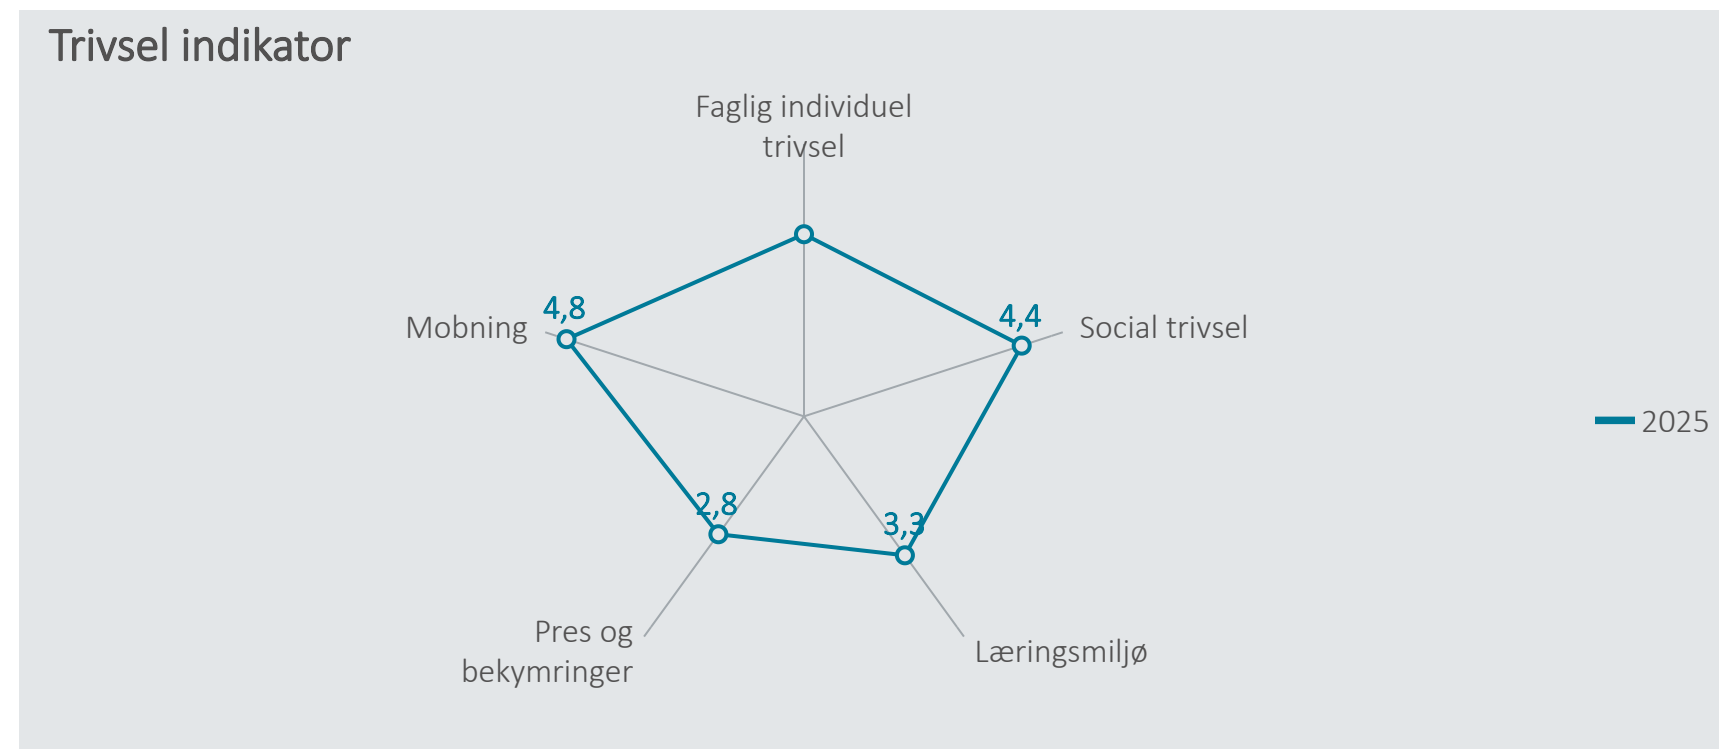 Trivsel indikator
Faglig individuel
trivsel
4,8
Mobning
4,4
Social trivsel
2025
2,8
3,3
Pres og
bekymringer
Læringsmiljø